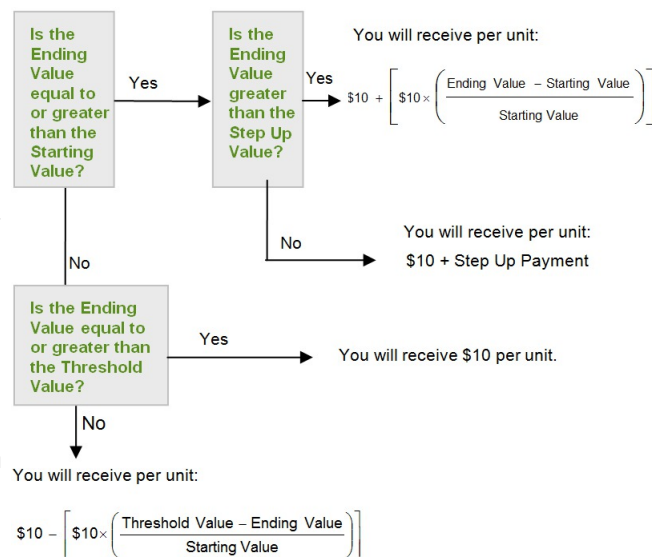 Is the
Ending
Value
equal to
or greater
than the
Starting
Value?
Yes
Is the
Ending
Value
greater
than the
Step Up
Value?
Yes
You will receive per unit:
$10 + [ $10 × ( Ending Value – Starting Value
Starting Value ) ]
No
You will receive per unit:
$10 + Step Up Payment
No
Is the Ending
Value equal to
or greater than
the Threshold
Value?
Yes
You will receive $10 per unit.
No
You will receive per unit:
$10 – [ $10× ( Threshold Value – Ending Value
Starting Value ) ]